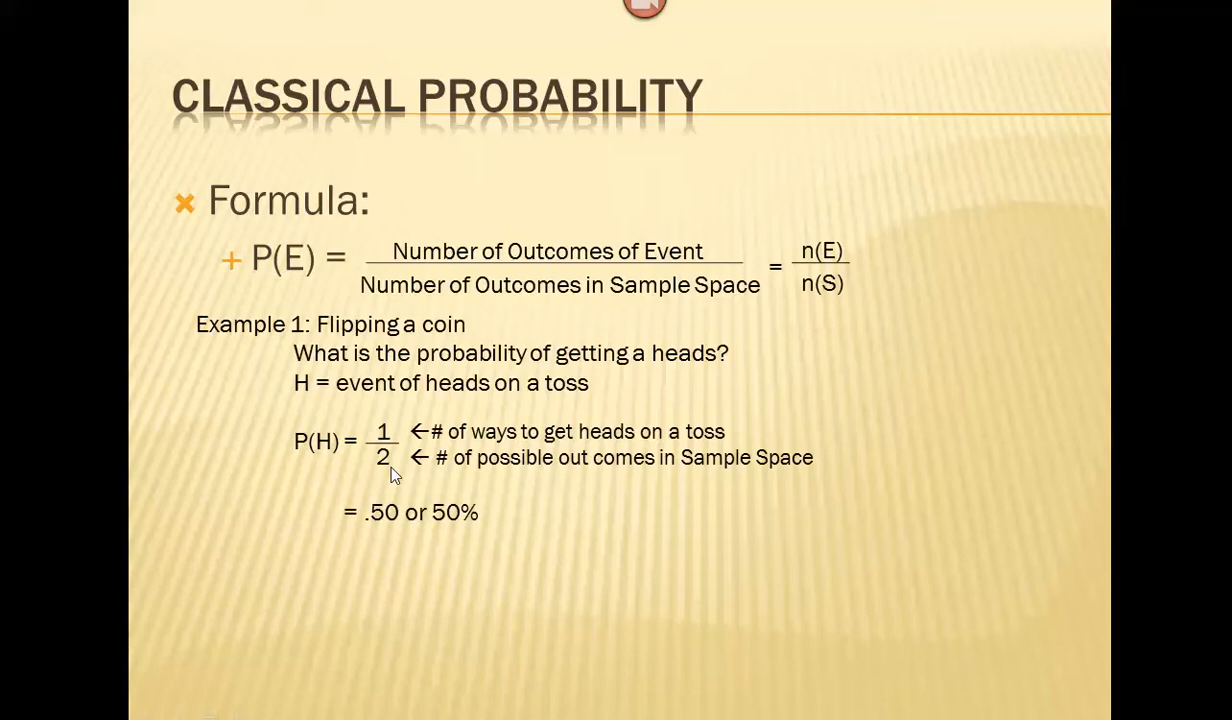 CLASSICAL PROBABILITY
Formula:
P(E) = Number of Outcomes of Event / Number of Outcomes in Sample Space = n(E) / n(S)
Example 1: Flipping a coin
What is the probability of getting a heads?
H = event of heads on a toss
P(H) = 1 ←# of ways to get heads on a toss
2 ← # of possible out comes in Sample Space
= .50 or 50%